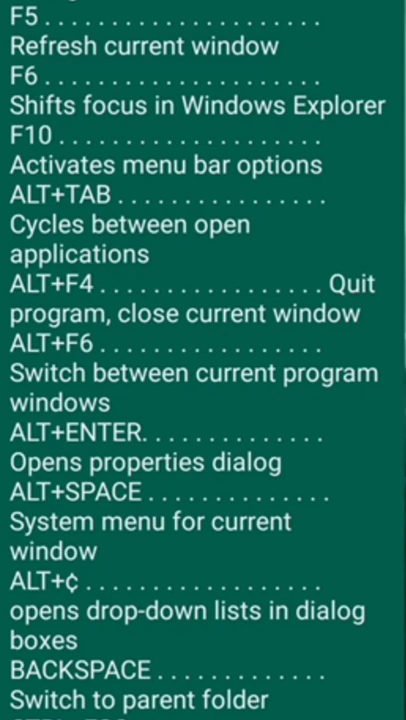 F5 . . . . . . . . . . . . . . . . . . . . .
Refresh current window
F6 . . . . . . . . . . . . . . . . . . . . .
Shifts focus in Windows Explorer
F10 . . . . . . . . . . . . . . . . . . . .
Activates menu bar options
ALT+TAB . . . . . . . . . . . . . . . .
Cycles between open
applications
ALT+F4 . . . . . . . . . . . . . . . . . Quit
program, close current window
ALT+F6 . . . . . . . . . . . . . . . . .
Switch between current program
windows
ALT+ENTER. . . . . . . . . . . . . .
Opens properties dialog
ALT+SPACE . . . . . . . . . . . . . .
System menu for current
window
ALT+¢ . . . . . . . . . . . . . . . . . .
opens drop-down lists in dialog
boxes
BACKSPACE . . . . . . . . . . . . .
Switch to parent folder